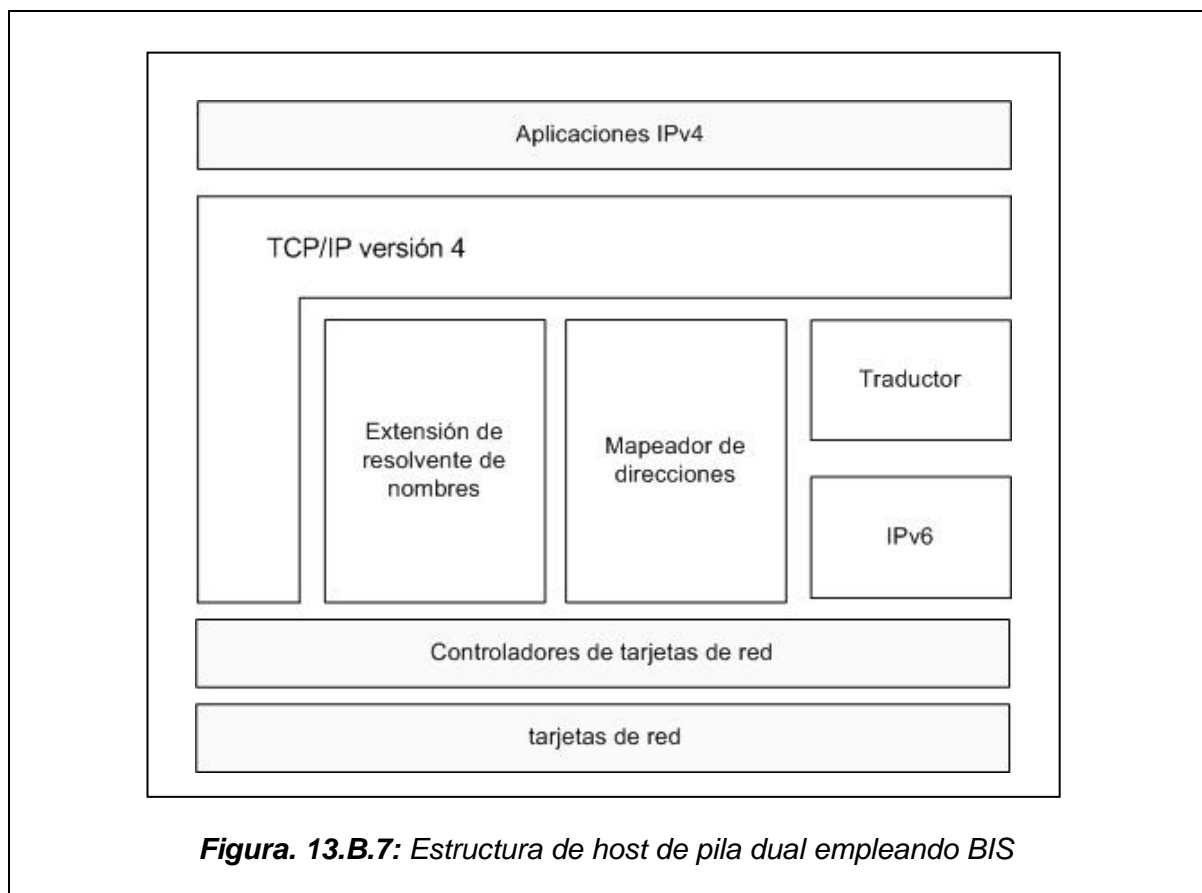 Aplicaciones IPv4
TCP/IP versión 4
Extensión de
resolvente de
nombres
Mapeador de
direcciones
Traductor
IPv6
Controladores de tarjetas de red
tarjetas de red
Figura. 13.B.7: Estructura de host de pila dual empleando BIS